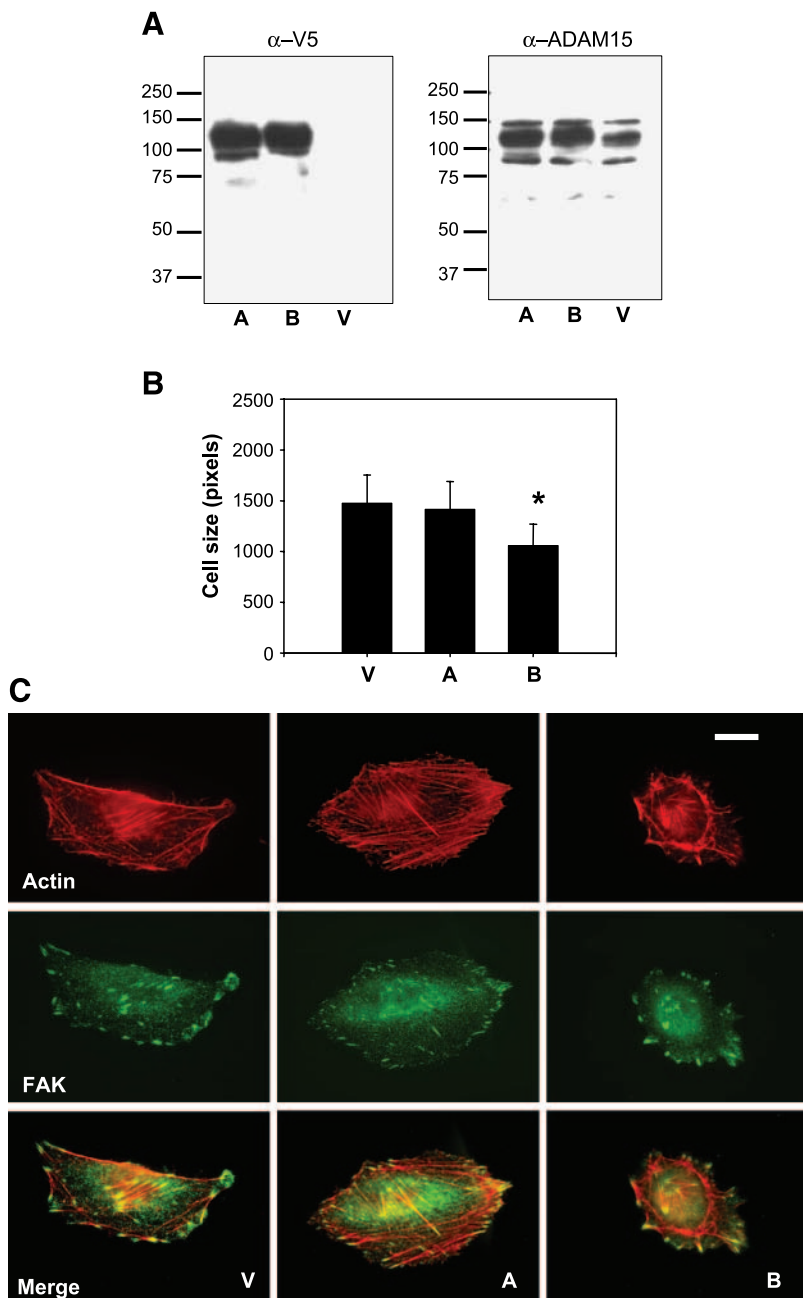 A
α–V5
α–ADAM15
250
150
100
75
50
37
250
150
100
75
50
37
A B V
A B V
B
Cell size (pixels)
2500
2000
1500
1000
500
0
*
V A B
C
Actin
FAK
Merge
V
A
B